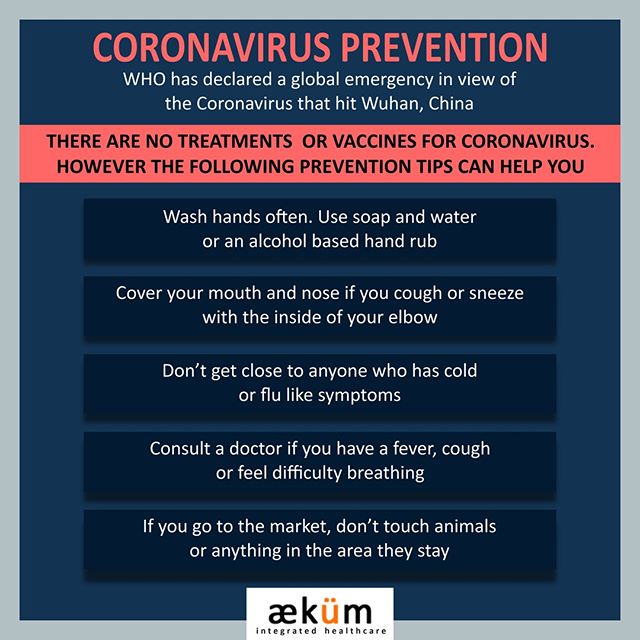 CORONAVIRUS PREVENTION
WHO has declared a global emergency in view of
the Coronavirus that hit Wuhan, China
THERE ARE NO TREATMENTS OR VACCINES FOR CORONAVIRUS.
HOWEVER THE FOLLOWING PREVENTION TIPS CAN HELP YOU
Wash hands often. Use soap and water
or an alcohol based hand rub
Cover your mouth and nose if you cough or sneeze
with the inside of your elbow
Don’t get close to anyone who has cold
or flu like symptoms
Consult a doctor if you have a fever, cough
or feel difficulty breathing
If you go to the market, don’t touch animals
or anything in the area they stay
æküm
integrated healthcare